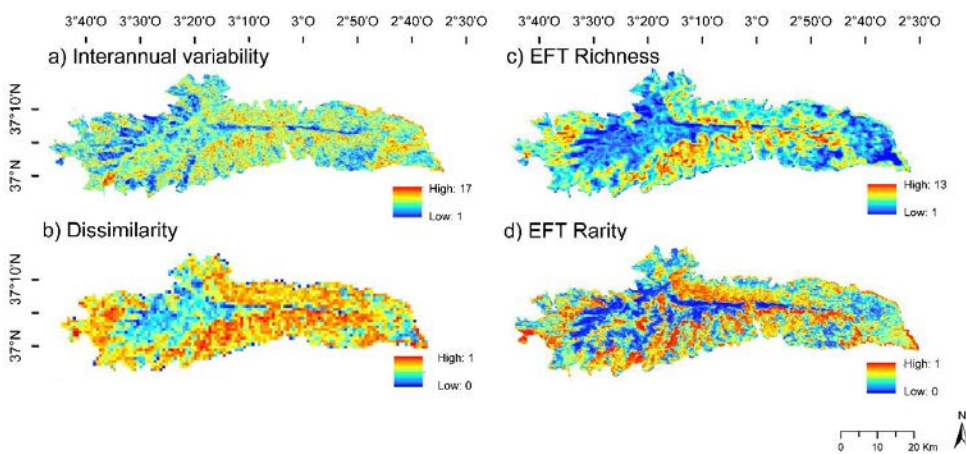 3°40'O 3°30'O 3°20'O 3°10'O 3°0'O 2°50'O 2°40'O 2°30'O 3°40'O 3°30'O 3°20'O 3°10'O 3°0'O 2°50'O 2°40'O 2°30'O
a) Interannual variability
c) EFT Richness
37°10'N
37°N
High: 17
Low: 1
High: 13
Low: 1
b) Dissimilarity
d) EFT Rarity
37°10'N
37°N
High: 1
Low: 0
High: 1
Low: 0
N
0 10 20 Km